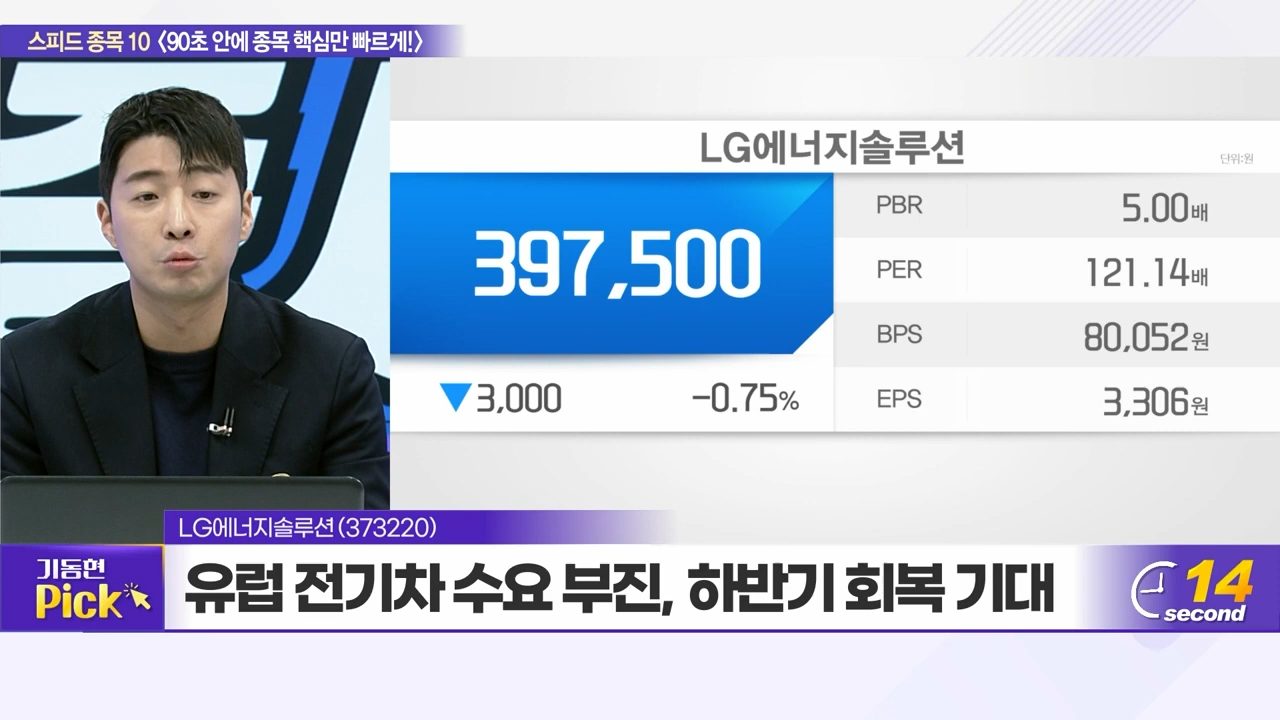 스피드 종목 10 〈90초 안에 종목 핵심만 빠르게!〉
LG에너지솔루션
단위:원
397,500
▼3,000 -0.75%
PBR 5.00배
PER 121.14배
BPS 80,052원
EPS 3,306원
LG에너지솔루션(373220)
기동현
Pick
유럽 전기차 수요 부진, 하반기 회복 기대
14
second